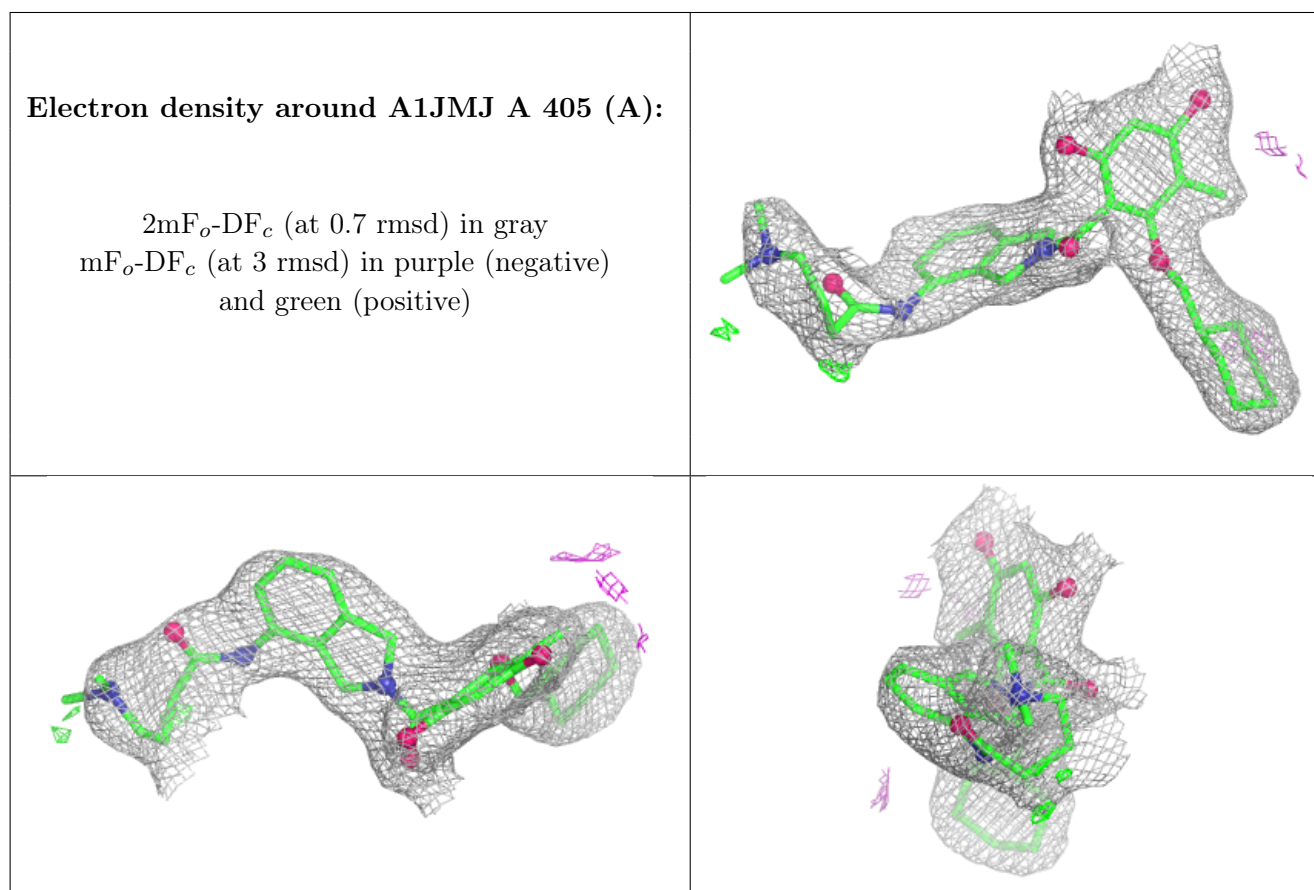 Electron density around A1JMJ A 405 (A):
2mFo-DFc (at 0.7 rmsd) in gray
mFo-DFc (at 3 rmsd) in purple (negative)
and green (positive)